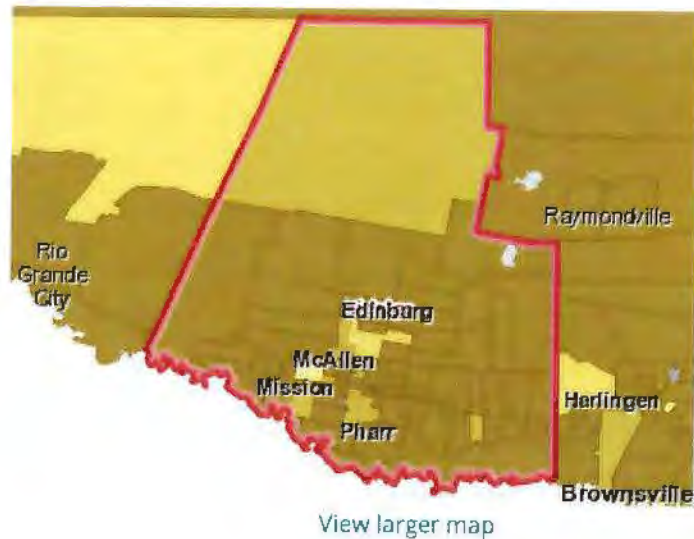 Raymondville
Rio
Grande
City
Edinburg
McAllen
Mission
Harlingen
Pharr
Brownsville
View larger map